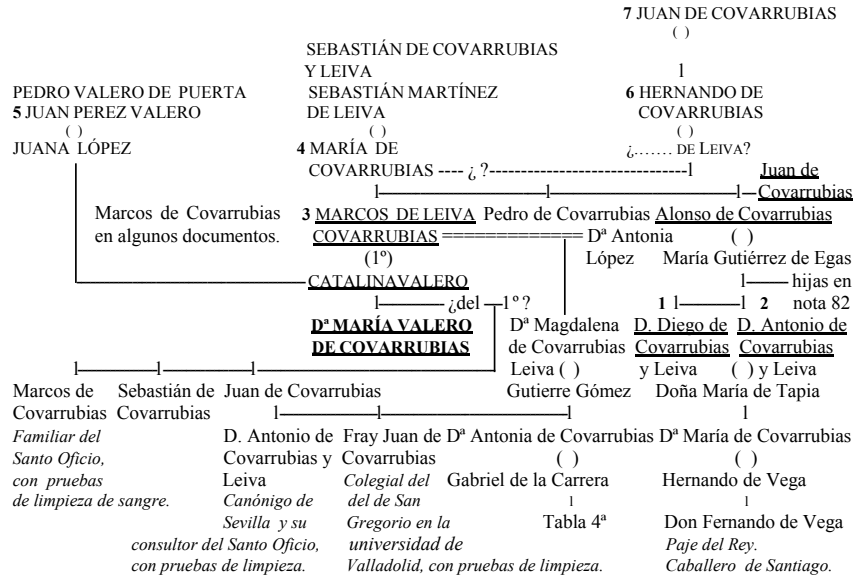 7 JUAN DE COVARRUBIAS
( )
SEBASTIÁN DE COVARRUBIAS
Y LEIVA l
PEDRO VALERO DE PUERTA SEBASTIÁN MARTÍNEZ 6 HERNANDO DE
5 JUAN PEREZ VALERO DE LEIVA COVARRUBIAS
( ) ( ) ( )
JUANA LÓPEZ 4 MARÍA DE ¿……. DE LEIVA?
COVARRUBIAS ---- ¿ ?--------------------------------l Juan de
l————————l—————————l—Covarrubias
Marcos de Covarrubias 3 MARCOS DE LEIVA Pedro de Covarrubias Alonso de Covarrubias
en algunos documentos. COVARRUBIAS ============= Dª Antonia ( )
(1º) López María Gutiérrez de Egas
CATALINAVALERO l—— hijas en
l——— ¿del —1º? 1 l———l 2 nota 82
Dª MARÍA VALERO Dª Magdalena D. Diego de D. Antonio de
DE COVARRUBIAS de Covarrubias Covarrubias Covarrubias
l————l————l Leiva ( ) y Leiva ( ) y Leiva
Marcos de Sebastián de Juan de Covarrubias Gutierre Gómez Doña María de Tapia
Covarrubias Covarrubias l————l—————————l l
Familiar del D. Antonio de Fray Juan de Dª Antonia de Covarrubias Dª María de Covarrubias
Santo Oficio, Covarrubias y Covarrubias ( ) ( )
con pruebas Leiva Colegial del Gabriel de la Carrera Hernando de Vega
de limpieza de sangre. Canónigo de del de San l l
Sevilla y su Gregorio en la Tabla 4ª Don Fernando de Vega
consultor del Santo Oficio, universidad de Paje del Rey.
con pruebas de limpieza. Valladolid, con pruebas de limpieza. Caballero de Santiago.